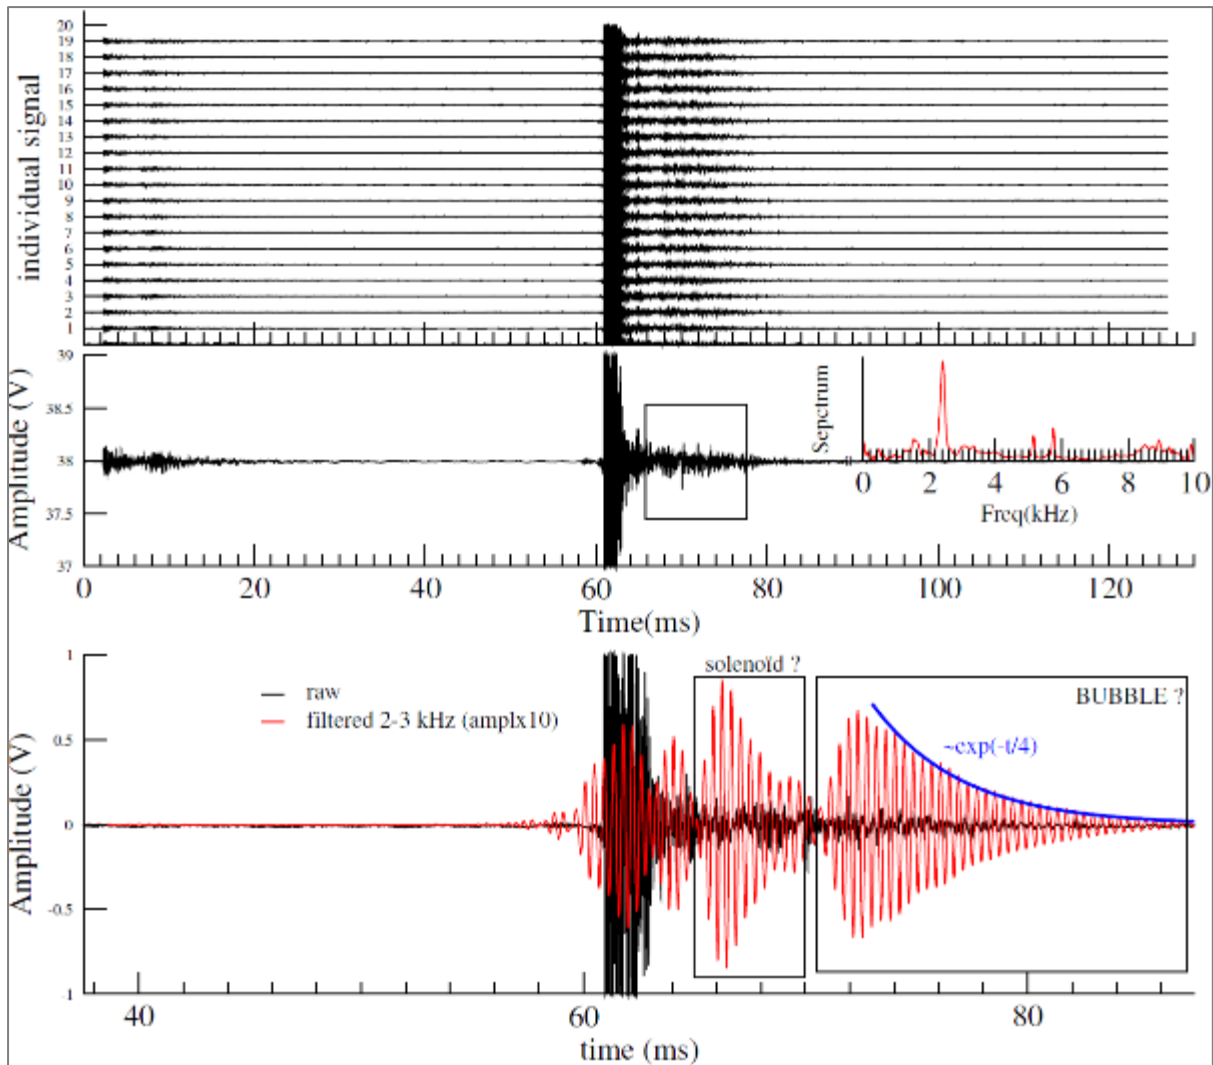 individual signal
20
19
18
17
16
15
14
13
12
11
10
9
8
7
6
5
4
3
2
1
Amplitude (V)
39
38.5
38
37.5
37
0 20 40 60 80 100 120
Time(ms)
Sepctrum
0 2 4 6 8 10
Freq(kHz)
Amplitude (V)
1
0.5
0
-0.5
-1
raw
filtered 2-3 kHz (amplx10)
solenoïd ?
BUBBLE ?
~exp(-t/4)
40 60 80
time (ms)